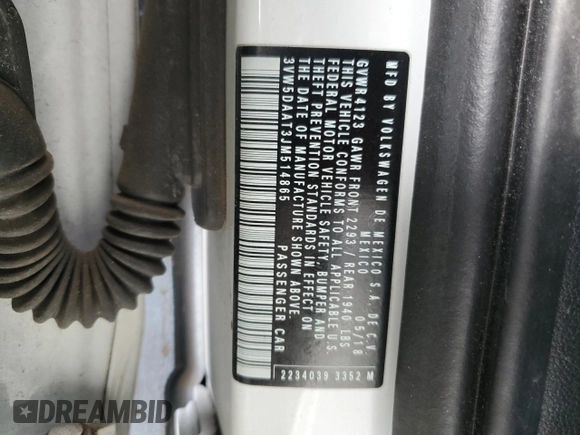 MFD BY VOLKSWAGEN DE MEXICO S.A. DE C.V.
DE MEXICO 05/18
GVWR 4123 GAWR FRONT 2293 / REAR 1940 LBS
THIS VEHICLE CONFORMS TO ALL APPLICABLE U.S.
FEDERAL MOTOR VEHICLE SAFETY, BUMPER AND
THEFT PREVENTION STANDARDS IN EFFECT ON
THE DATE OF MANUFACTURE SHOWN ABOVE.
3VW5DAAT3JM514865 PASSENGER CAR
2234039 3352 M
DREAMBID